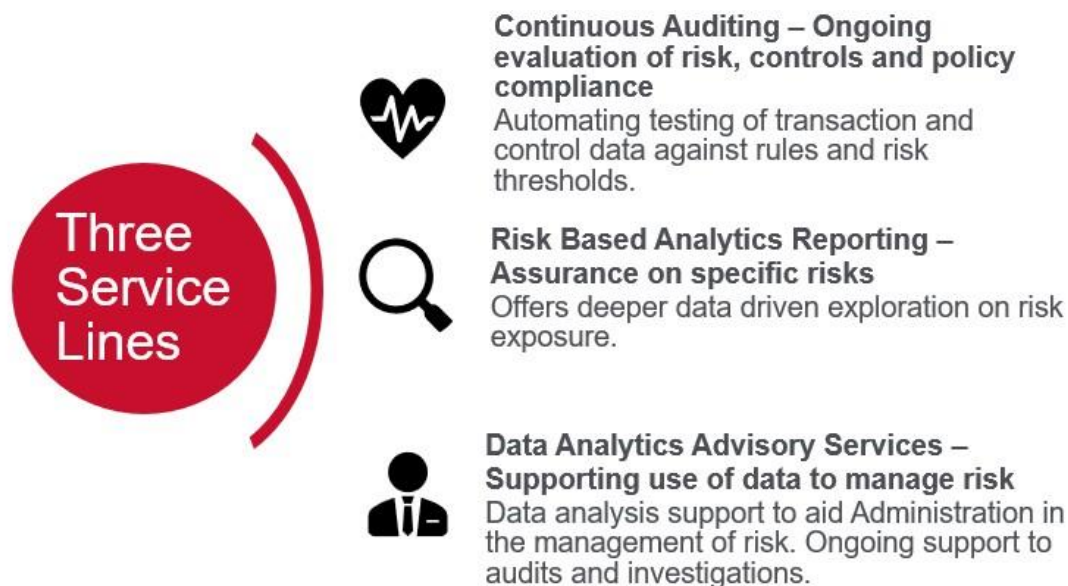 Three
Service
Lines
Continuous Auditing – Ongoing
evaluation of risk, controls and policy
compliance
Automating testing of transaction and
control data against rules and risk
thresholds.
Risk Based Analytics Reporting –
Assurance on specific risks
Offers deeper data driven exploration on risk
exposure.
Data Analytics Advisory Services –
Supporting use of data to manage risk
Data analysis support to aid Administration in
the management of risk. Ongoing support to
audits and investigations.